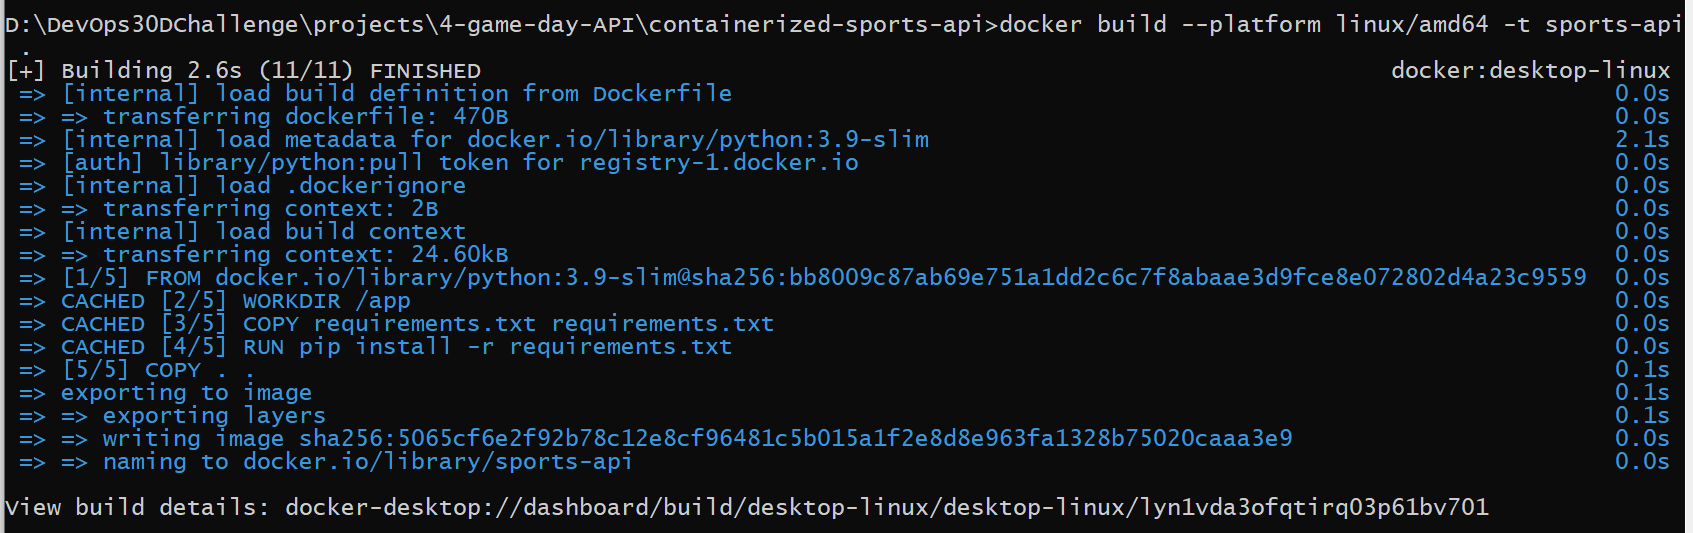 D:\DevOps30DChallenge\projects\4-game-day-API\containerized-sports-api>docker build --platform linux/amd64 -t sports-api
.
[+] Building 2.6s (11/11) FINISHED docker:desktop-linux
=> [internal] load build definition from Dockerfile 0.0s
=> => transferring dockerfile: 470B 0.0s
=> [internal] load metadata for docker.io/library/python:3.9-slim 2.1s
=> [auth] library/python:pull token for registry-1.docker.io 0.0s
=> [internal] load .dockerignore 0.0s
=> => transferring context: 2B 0.0s
=> [internal] load build context 0.0s
=> => transferring context: 24.60kB 0.0s
=> [1/5] FROM docker.io/library/python:3.9-slim@sha256:bb8009c87ab69e751a1dd2c6c7f8abaae3d9fce8e072802d4a23c9559 0.0s
=> CACHED [2/5] WORKDIR /app 0.0s
=> CACHED [3/5] COPY requirements.txt requirements.txt 0.0s
=> CACHED [4/5] RUN pip install -r requirements.txt 0.0s
=> [5/5] COPY . . 0.1s
=> exporting to image 0.1s
=> => exporting layers 0.1s
=> => writing image sha256:5065cf6e2f92b78c12e8cf96481c5b015a1f2e8d8e963fa1328b75020caaa3e9 0.0s
=> => naming to docker.io/library/sports-api 0.0s
View build details: docker-desktop://dashboard/build/desktop-linux/desktop-linux/lyn1vda3ofqtirq03p61bv701